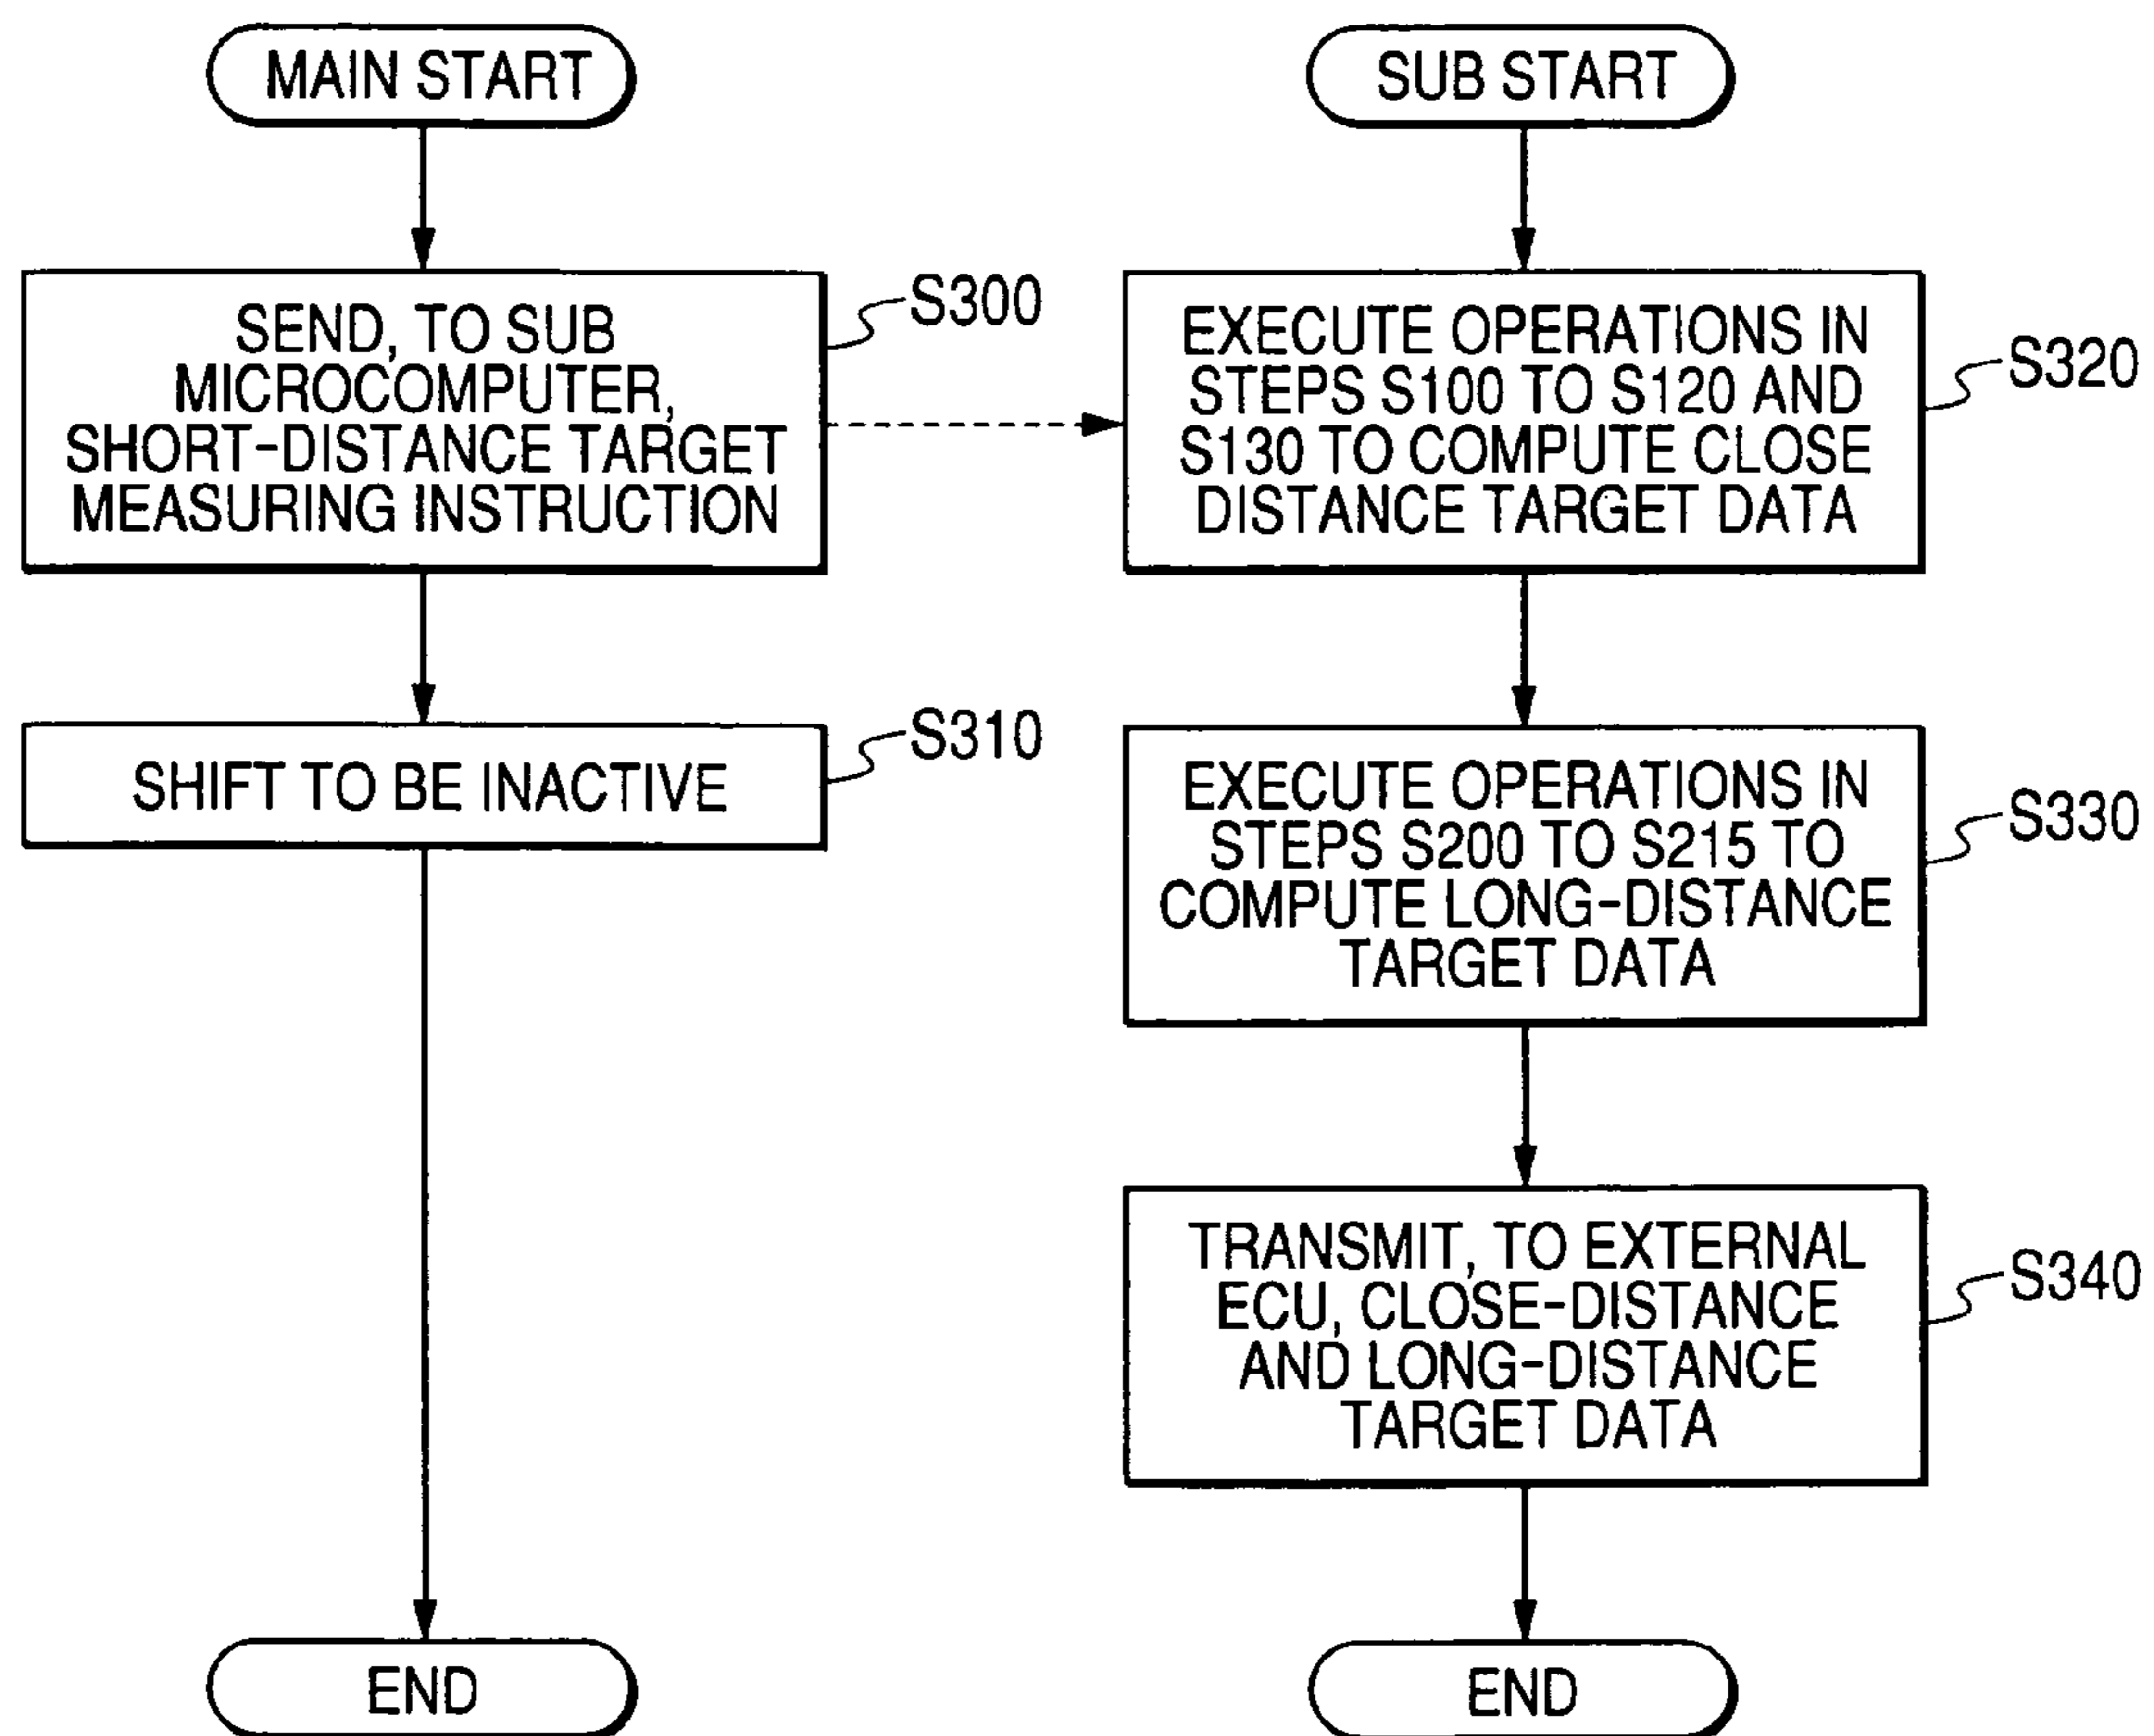 MAIN START
SEND, TO SUB
MICROCOMPUTER,
SHORT-DISTANCE TARGET
MEASURING INSTRUCTION
S300
SHIFT TO BE INACTIVE
S310
END
SUB START
EXECUTE OPERATIONS IN
STEPS S100 TO S120 AND
S130 TO COMPUTE CLOSE
DISTANCE TARGET DATA
S320
EXECUTE OPERATIONS IN
STEPS S200 TO S215 TO
COMPUTE LONG-DISTANCE
TARGET DATA
S330
TRANSMIT, TO EXTERNAL
ECU, CLOSE-DISTANCE
AND LONG-DISTANCE
TARGET DATA
S340
END